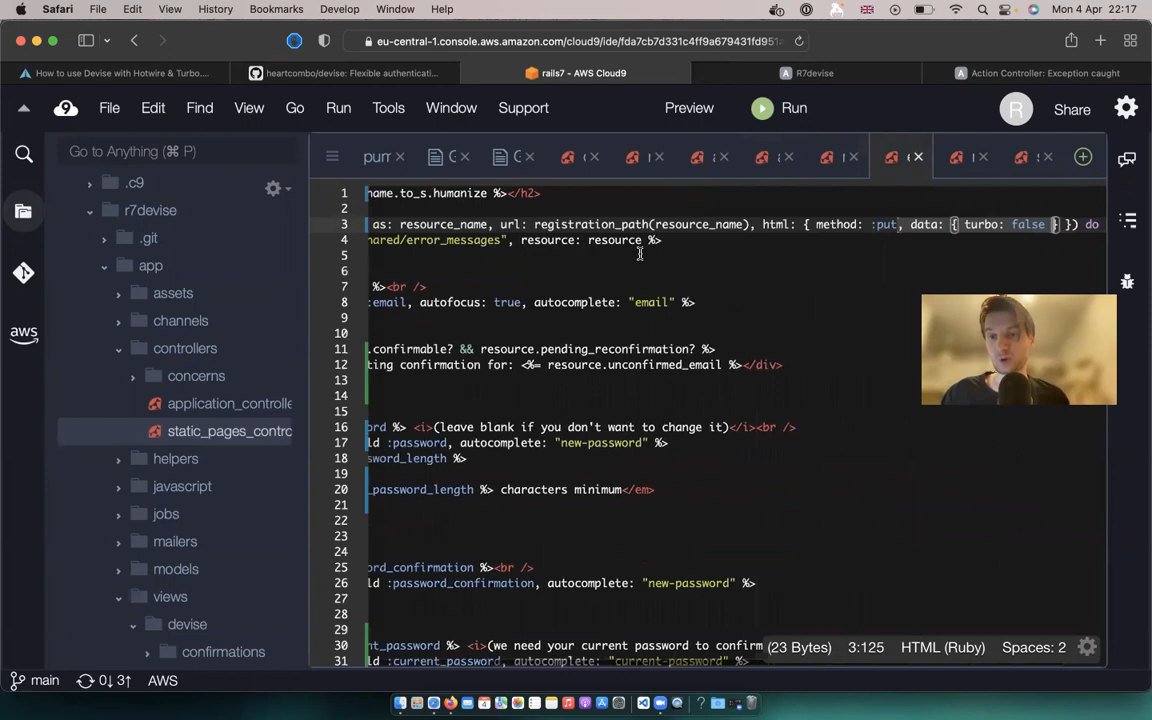 Safari File Edit View History Bookmarks Develop Window Help Mon 4 Apr 22:17
eu-central-1.console.aws.amazon.com/cloud9/ide/fda7cb7d331c4ff9a679431fd951
How to use Devise with Hotwire & Turbo.... heartcombo/devise: Flexible authenticati... rails7 - AWS Cloud9 A R7devise A Action Controller: Exception caught
9 File Edit Find View Go Run Tools Window Support Preview Run R Share
Go to Anything (⌘ P)
purr
.c9
r7devise
.git
app
assets
channels
controllers
concerns
application_controlle
static_pages_contro
helpers
javascript
jobs
mailers
models
views
devise
confirmations
aws
1 name.to_s.humanize %></h2>
2
3 as: resource_name, url: registration_path(resource_name), html: { method: :put, data: { turbo: false } }) do
4 hared/error_messages", resource: resource %>
5
6
7 %><br />
8 :email, autofocus: true, autocomplete: "email" %>
9
10
11 .confirmable? && resource.pending_reconfirmation? %>
12 ting confirmation for: <%= resource.unconfirmed_email %></div>
13
14
15
16 ord %> <i>(leave blank if you don't want to change it)</i><br />
17 ld :password, autocomplete: "new-password" %>
18 sword_length %>
19
20 _password_length %> characters minimum</em>
21
22
23
24
25 ord_confirmation %><br />
26 ld :password_confirmation, autocomplete: "new-password" %>
27
28
29
30 nt_password %> <i>(we need your current password to confirm
31 ld :current_password, autocomplete: "current-password" %>
(23 Bytes) 3:125 HTML (Ruby) Spaces: 2
main 0↓ 3↑ AWS